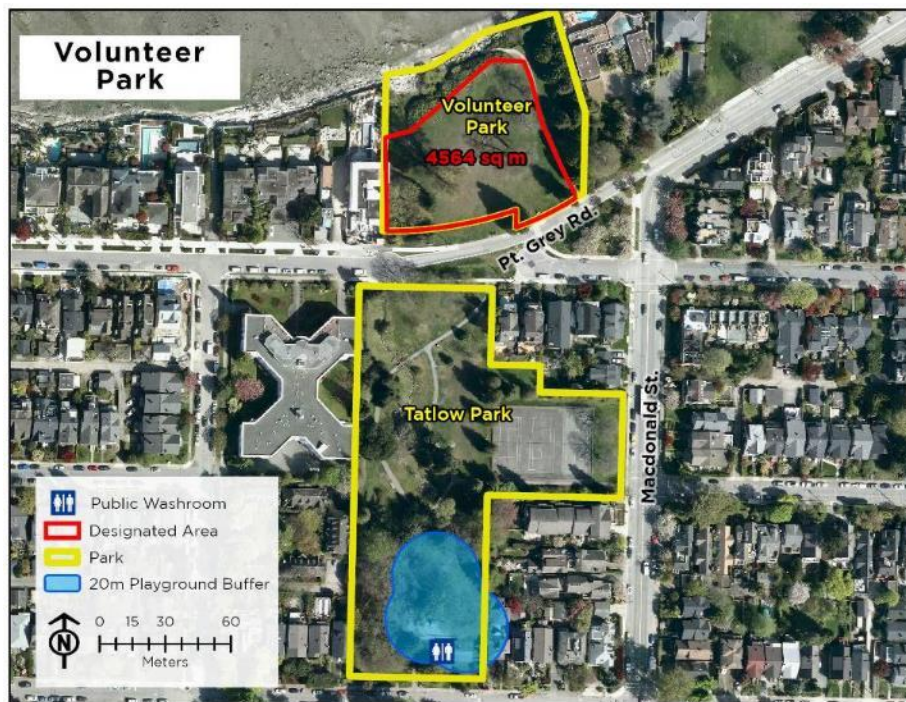 Volunteer
Park
Volunteer
Park
4564 sq m
Pt. Grey Rd.
Tatlow Park
Macdonald St.
Public Washroom
Designated Area
Park
20m Playground Buffer
N
0 15 30 60
Meters